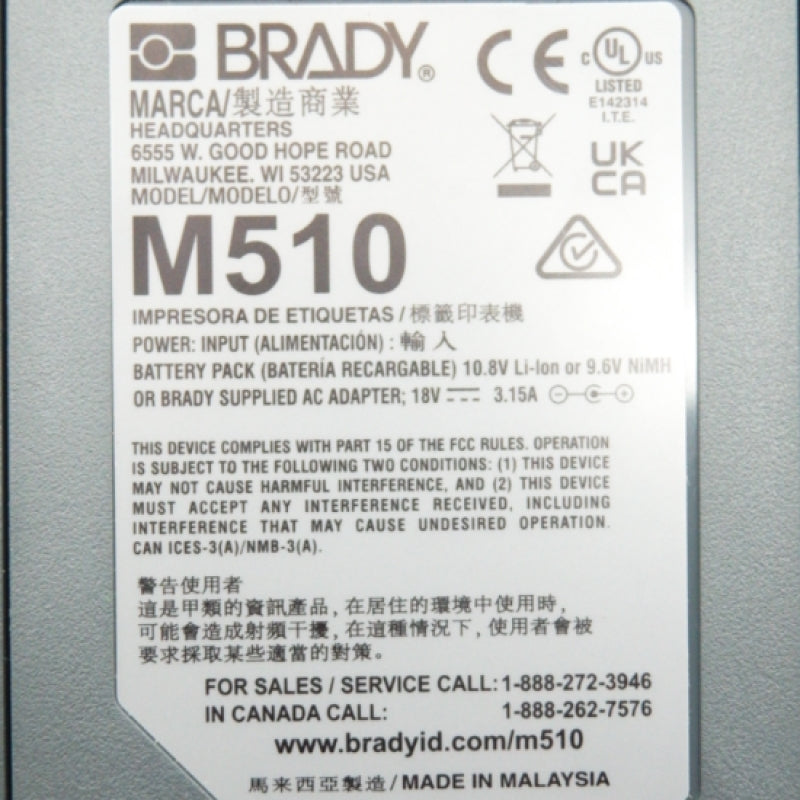 BRADY®
CE
C UL US
LISTED
E142314
I.T.E.
MARCA/製造商業
HEADQUARTERS
6555 W. GOOD HOPE ROAD
MILWAUKEE. WI 53223 USA
UK
CA
MODEL/MODELO/型號
M510
IMPRESORA DE ETIQUETAS / 標籤印表機
POWER: INPUT (ALIMENTACIÓN) : 輸入
BATTERY PACK (BATERÍA RECARGABLE) 10.8V Li-Ion or 9.6V NiMH
OR BRADY SUPPLIED AC ADAPTER; 18V ⎓ 3.15A
THIS DEVICE COMPLIES WITH PART 15 OF THE FCC RULES. OPERATION
IS SUBJECT TO THE FOLLOWING TWO CONDITIONS: (1) THIS DEVICE
MAY NOT CAUSE HARMFUL INTERFERENCE, AND (2) THIS DEVICE
MUST ACCEPT ANY INTERFERENCE RECEIVED, INCLUDING
INTERFERENCE THAT MAY CAUSE UNDESIRED OPERATION.
CAN ICES-3(A)/NMB-3(A).
警告使用者
這是甲類的資訊產品, 在居住的環境中使用時,
可能會造成射頻干擾, 在這種情況下, 使用者會被
要求採取某些適當的對策。
FOR SALES / SERVICE CALL: 1-888-272-3946
IN CANADA CALL: 1-888-262-7576
www.bradyid.com/m510
馬来西亞製造 / MADE IN MALAYSIA